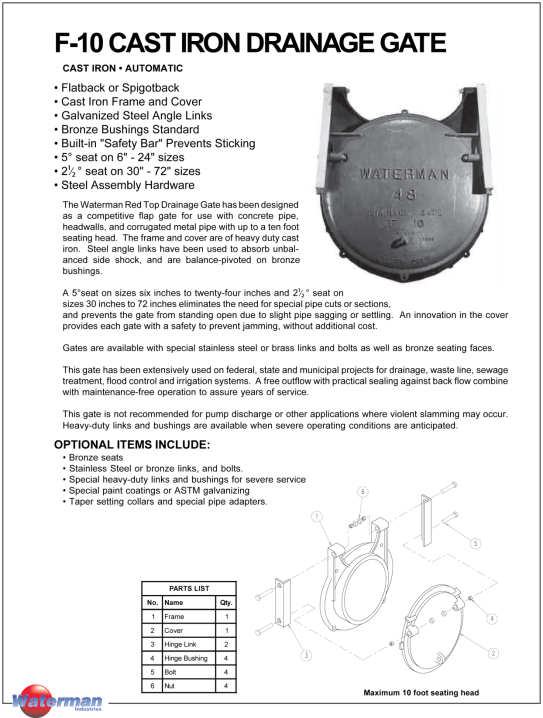 F-10 CAST IRON DRAINAGE GATE
CAST IRON • AUTOMATIC
• Flatback or Spigotback
• Cast Iron Frame and Cover
• Galvanized Steel Angle Links
• Bronze Bushings Standard
• Built-in "Safety Bar" Prevents Sticking
• 5° seat on 6" - 24" sizes
• 2½° seat on 30" - 72" sizes
• Steel Assembly Hardware
WATERMAN
48
DRAINAGE GATE
F 10
The Waterman Red Top Drainage Gate has been designed
as a competitive flap gate for use with concrete pipe,
headwalls, and corrugated metal pipe with up to a ten foot
seating head. The frame and cover are of heavy duty cast
iron. Steel angle links have been used to absorb unbal-
anced side shock, and are balance-pivoted on bronze
bushings.
A 5°seat on sizes six inches to twenty-four inches and 2½° seat on
sizes 30 inches to 72 inches eliminates the need for special pipe cuts or sections,
and prevents the gate from standing open due to slight pipe sagging or settling. An innovation in the cover
provides each gate with a safety to prevent jamming, without additional cost.
Gates are available with special stainless steel or brass links and bolts as well as bronze seating faces.
This gate has been extensively used on federal, state and municipal projects for drainage, waste line, sewage
treatment, flood control and irrigation systems. A free outflow with practical sealing against back flow combine
with maintenance-free operation to assure years of service.
This gate is not recommended for pump discharge or other applications where violent slamming may occur.
Heavy-duty links and bushings are available when severe operating conditions are anticipated.
OPTIONAL ITEMS INCLUDE:
• Bronze seats
• Stainless Steel or bronze links, and bolts.
• Special heavy-duty links and bushings for severe service
• Special paint coatings or ASTM galvanizing
• Taper setting collars and special pipe adapters.
6
1
5
4
3
2
PARTS LIST
No. Name Qty.
1 Frame 1
2 Cover 1
3 Hinge Link 2
4 Hinge Bushing 4
5 Bolt 4
6 Nut 4
Maximum 10 foot seating head
Waterman
Industries